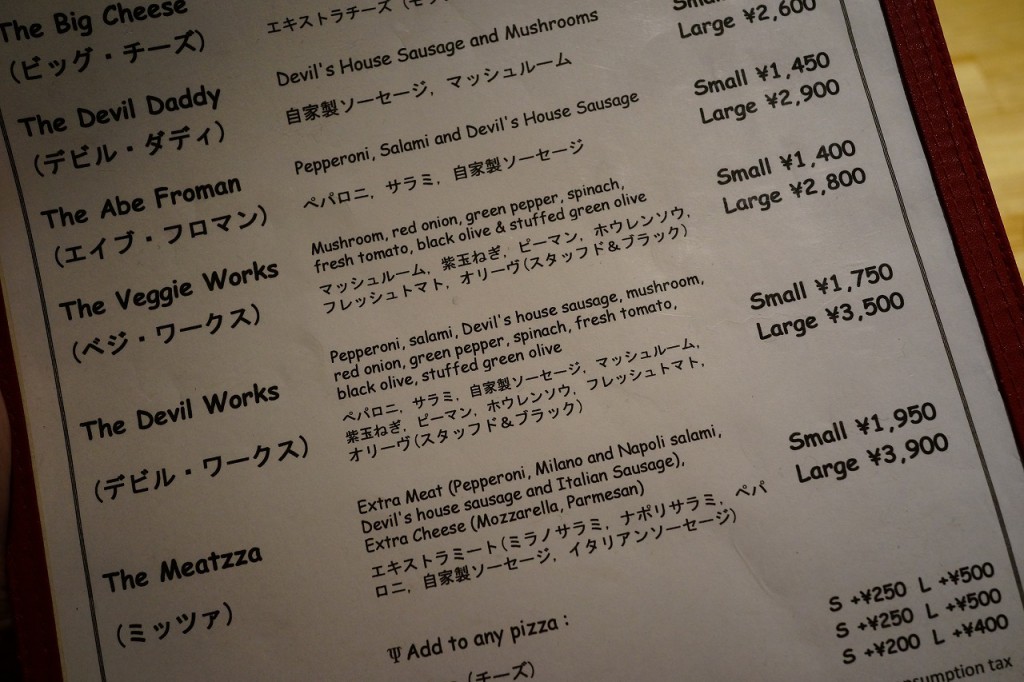 The Big Cheese
(ビッグ・チーズ)
エキストラチーズ
The Devil Daddy
(デビル・ダディ)
Devil's House Sausage and Mushrooms
自家製ソーセージ, マッシュルーム
Large ¥2,600
The Abe Froman
(エイブ・フロマン)
Pepperoni, Salami and Devil's House Sausage
ペパロニ, サラミ, 自家製ソーセージ
Small ¥1,450
Large ¥2,900
The Veggie Works
(ベジ・ワークス)
Mushroom, red onion, green pepper, spinach,
fresh tomato, black olive & stuffed green olive
マッシュルーム, 紫玉ねぎ, ピーマン, ホウレンソウ,
フレッシュトマト, オリーヴ(スタッフド&ブラック)
Small ¥1,400
Large ¥2,800
The Devil Works
(デビル・ワークス)
Pepperoni, salami, Devil's house sausage, mushroom,
red onion, green pepper, spinach, fresh tomato,
black olive, stuffed green olive
ペパロニ, サラミ, 自家製ソーセージ, マッシュルーム,
紫玉ねぎ, ピーマン, ホウレンソウ, フレッシュトマト,
オリーヴ(スタッフド&ブラック)
Small ¥1,750
Large ¥3,500
The Meatzza
(ミッツァ)
Extra Meat (Pepperoni, Milano and Napoli salami,
Devil's house sausage and Italian Sausage),
Extra Cheese (Mozzarella, Parmesan)
エキストラミート(ミラノサラミ, ナポリサラミ, ペパ
ロニ, 自家製ソーセージ, イタリアンソーセージ)
Small ¥1,950
Large ¥3,900
Ψ Add to any pizza :
(チーズ)
S +¥250 L +¥500
S +¥250 L +¥500
S +¥200 L +¥400
tax